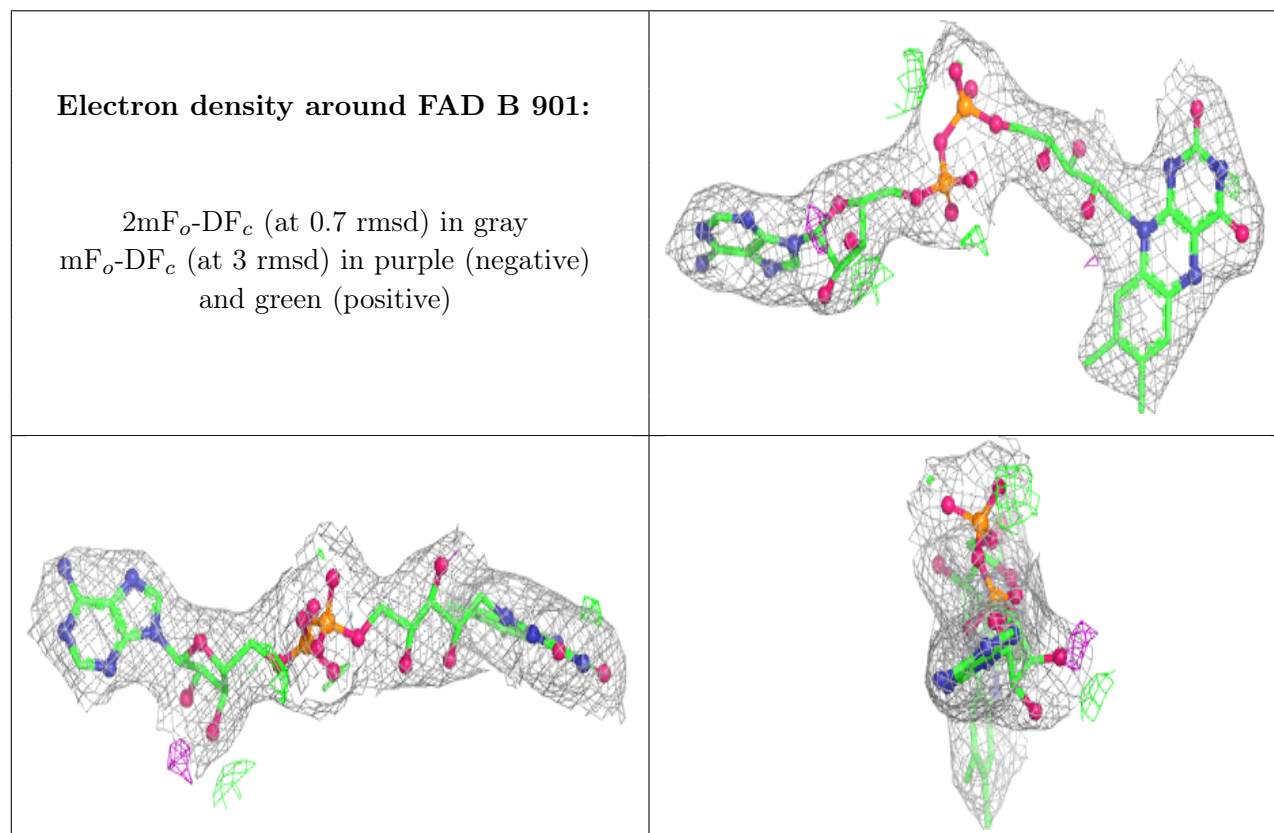 Electron density around FAD B 901:
2mFo-DFc (at 0.7 rmsd) in gray
mFo-DFc (at 3 rmsd) in purple (negative)
and green (positive)